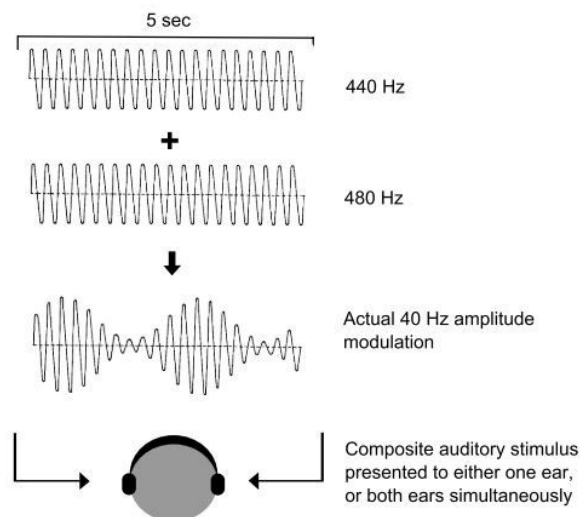 5 sec
440 Hz
+
480 Hz
Actual 40 Hz amplitude
modulation
Composite auditory stimulus
presented to either one ear,
or both ears simultaneously